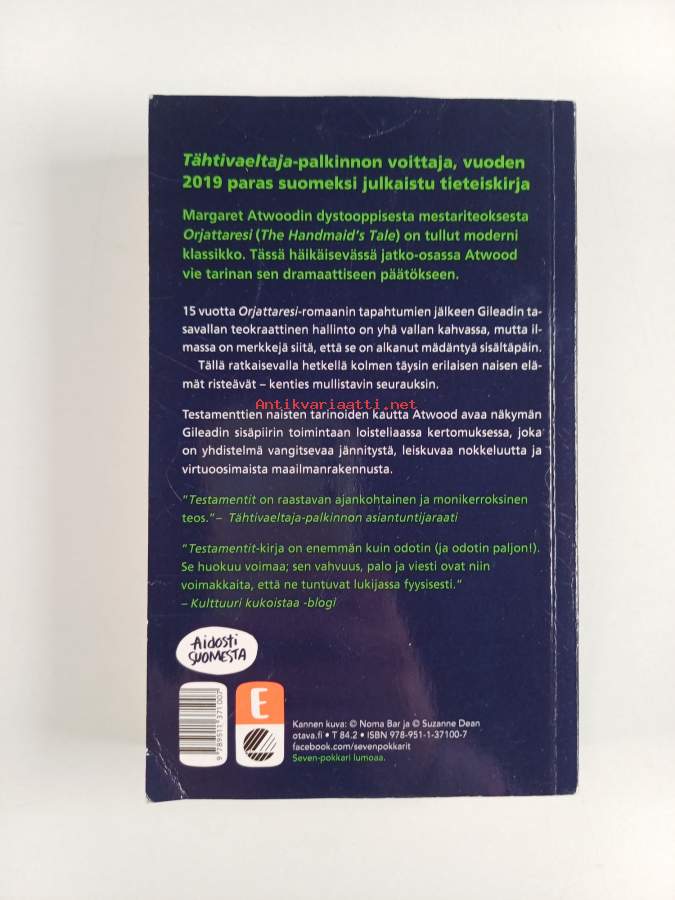 Tähtivaeltaja-palkinnon voittaja, vuoden
2019 paras suomeksi julkaistu tieteiskirja
Margaret Atwoodin dystooppisesta mestariteoksesta
Orjattaresi (The Handmaid's Tale) on tullut moderni
klassikko. Tässä häikäisevässä jatko-osassa Atwood
vie tarinan sen dramaattiseen päätökseen.
15 vuotta Orjattaresi-romaanin tapahtumien jälkeen Gileadin ta-
savallan teokraattinen hallinto on yhä vallan kahvassa, mutta il-
massa on merkkejä siitä, että se on alkanut mädäntyä sisältäpäin.
Tällä ratkaisevalla hetkellä kolmen täysin erilaisen naisen elä-
mät risteävät – kenties mullistavin seurauksin.
Antikvariaatti.net
Testamenttien naisten tarinoiden kautta Atwood avaa näkymän
Gileadin sisäpiirin toimintaan loisteliaassa kertomuksessa, joka
on yhdistelmä vangitsevaa jännitystä, leiskuvaa nokkeluutta ja
virtuoosimaista maailmanrakennusta.
"Testamentit on raastavan ajankohtainen ja monikerroksinen
teos." – Tähtivaeltaja-palkinnon asiantuntijaraati
"Testamentit-kirja on enemmän kuin odotin (ja odotin paljon!).
Se huokuu voimaa; sen vahvuus, palo ja viesti ovat niin
voimakkaita, että ne tuntuvat lukijassa fyysisesti."
– Kulttuuri kukoistaa -blogi
Aidosti
SUOMESTA
9 789511 371007
E
Kannen kuva: © Noma Bar ja © Suzanne Dean
otava.fi • T 84.2 • ISBN 978-951-1-37100-7
facebook.com/sevenpokkarit
Seven-pokkari lumoaa.